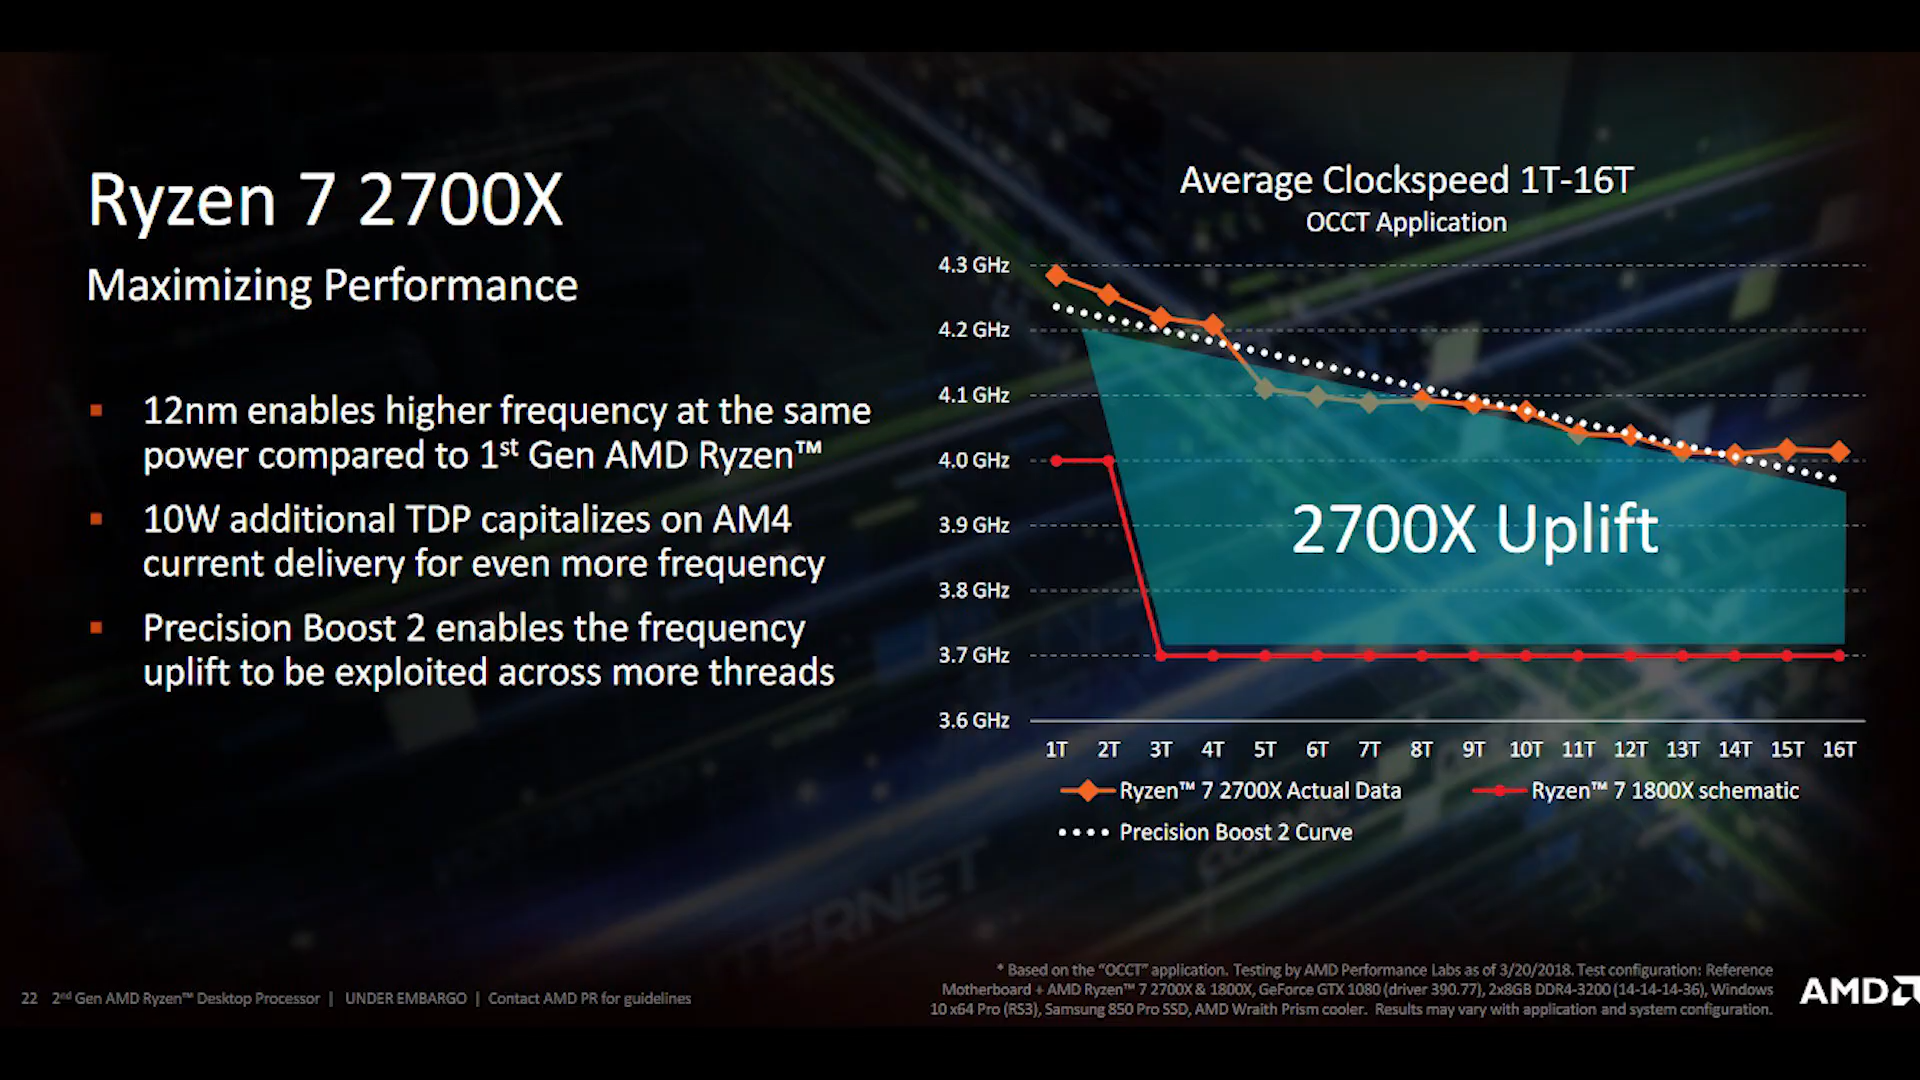 Ryzen 7 2700X
Maximizing Performance
12nm enables higher frequency at the same
power compared to 1st Gen AMD Ryzen™
10W additional TDP capitalizes on AM4
current delivery for even more frequency
Precision Boost 2 enables the frequency
uplift to be exploited across more threads
Average Clockspeed 1T-16T
OCCT Application
4.3 GHz
4.2 GHz
4.1 GHz
4.0 GHz
3.9 GHz
3.8 GHz
3.7 GHz
3.6 GHz
2700X Uplift
1T 2T 3T 4T 5T 6T 7T 8T 9T 10T 11T 12T 13T 14T 15T 16T
Ryzen™ 7 2700X Actual Data
Ryzen™ 7 1800X schematic
Precision Boost 2 Curve
INTERNET
* Based on the "OCCT" application. Testing by AMD Performance Labs as of 3/20/2018. Test configuration: Reference
Motherboard + AMD Ryzen™ 7 2700X & 1800X, GeForce GTX 1080 (driver 390.77), 2x8GB DDR4-3200 (14-14-14-36), Windows
10 x64 Pro (RS3), Samsung 850 Pro SSD, AMD Wraith Prism cooler. Results may vary with application and system configuration.
22 2nd Gen AMD Ryzen™ Desktop Processor | UNDER EMBARGO | Contact AMD PR for guidelines
AMD